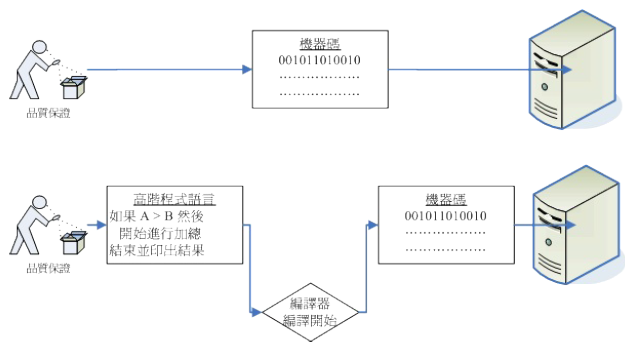 機器碼
001011010010
………………
………………
品質保證
高階程式語言
如果 A > B 然後
開始進行加總
結束並印出結果
機器碼
001011010010
………………
………………
品質保證
編譯器
編譯開始